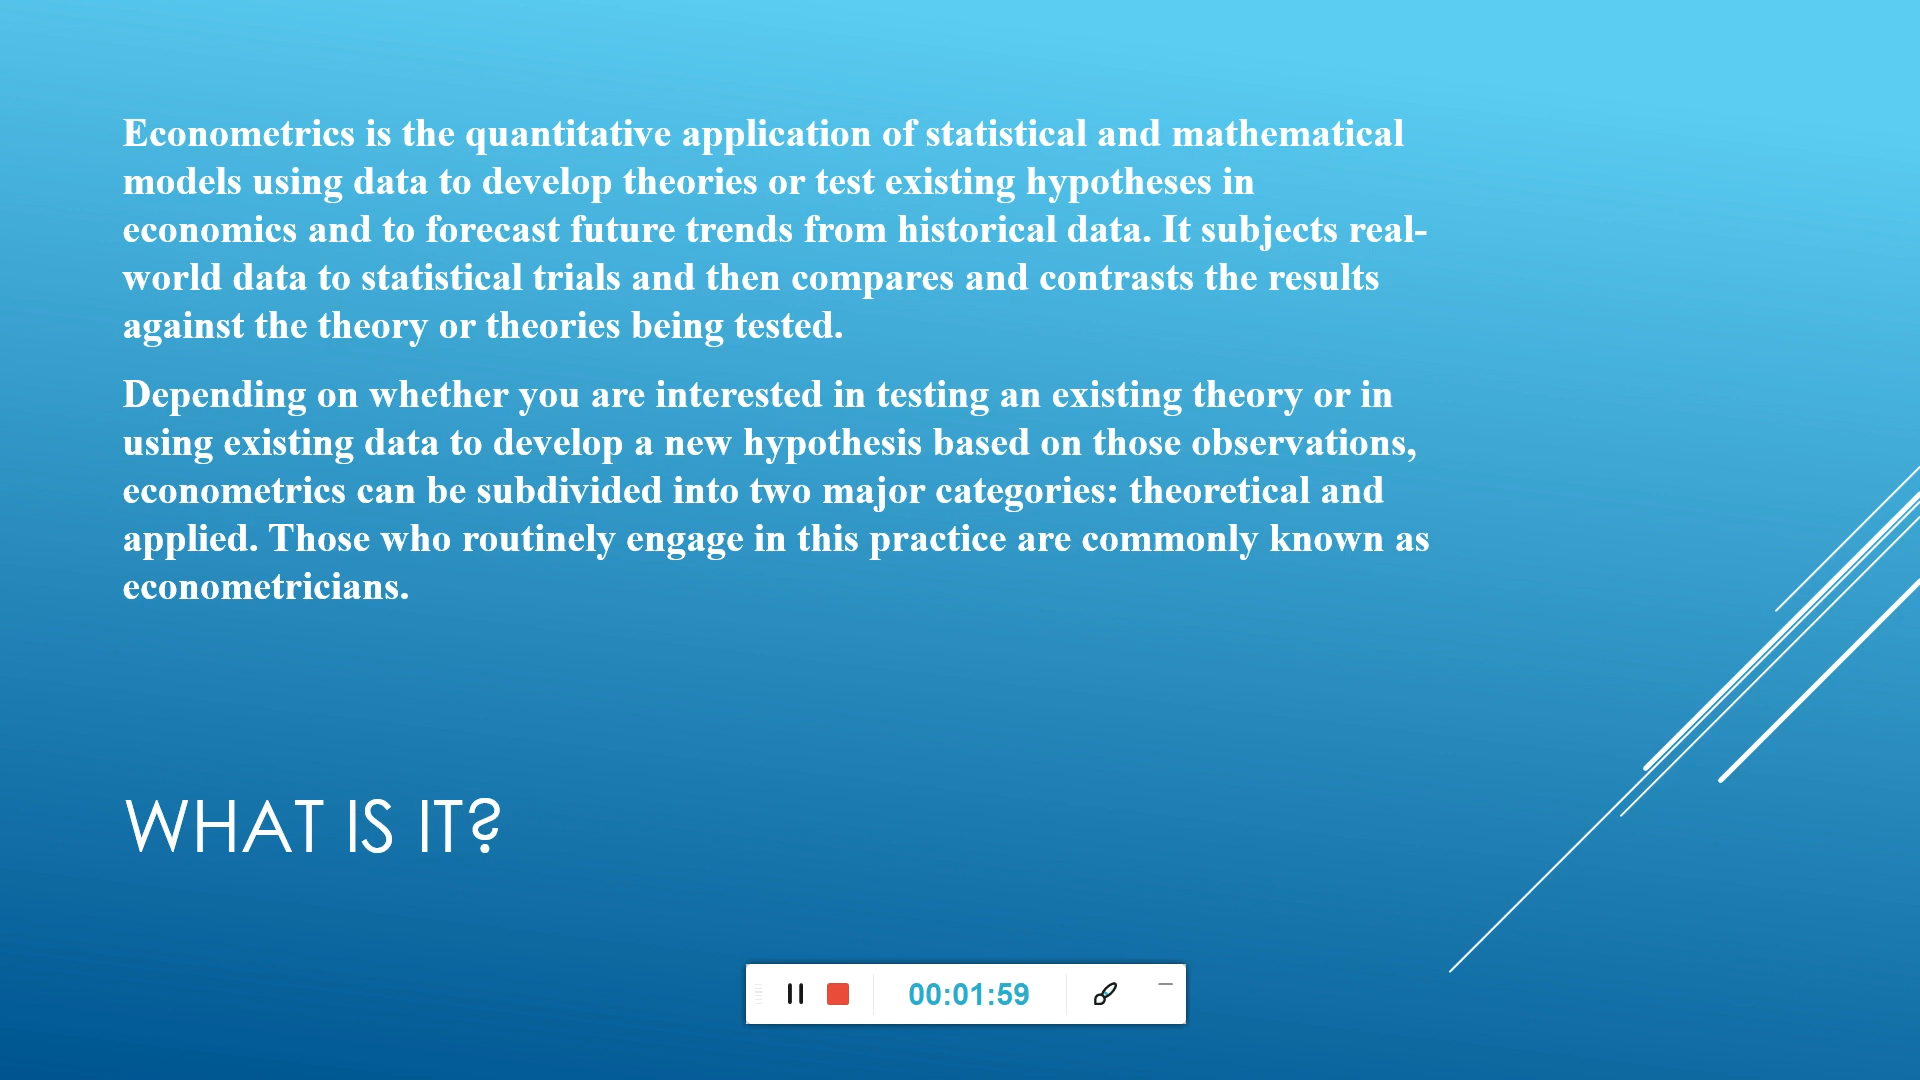 Econometrics is the quantitative application of statistical and mathematical
models using data to develop theories or test existing hypotheses in
economics and to forecast future trends from historical data. It subjects real-
world data to statistical trials and then compares and contrasts the results
against the theory or theories being tested.
Depending on whether you are interested in testing an existing theory or in
using existing data to develop a new hypothesis based on those observations,
econometrics can be subdivided into two major categories: theoretical and
applied. Those who routinely engage in this practice are commonly known as
econometricians.
WHAT IS IT?
00:01:59